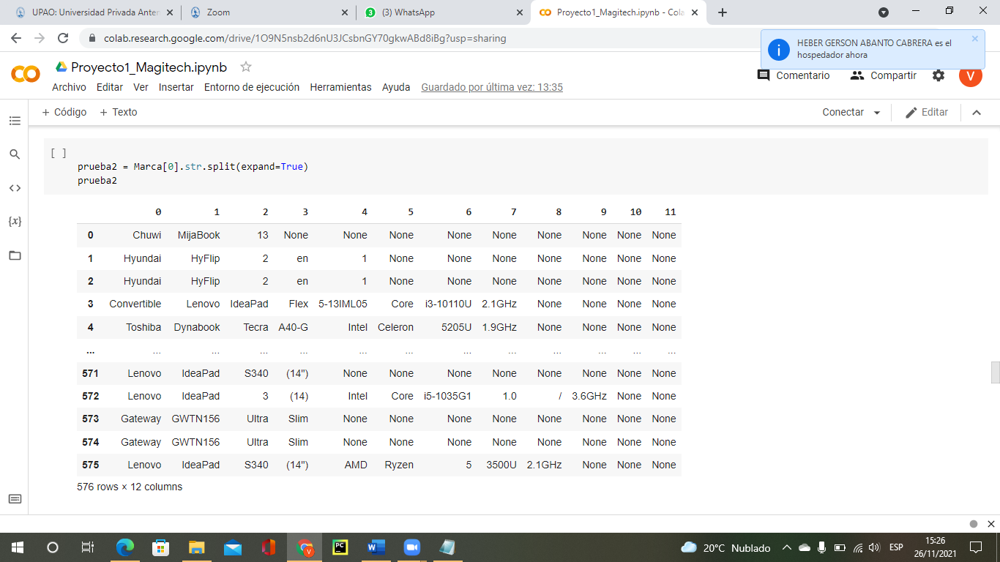 UPAO: Universidad Privada Anter
Zoom
3 (3) WhatsApp
Proyecto1_Magitech.ipynb - Cola
colab.research.google.com/drive/1O9N5nsb2d6nU3JCsbnGY70gkwABd8iBg?usp=sharing
HEBER GERSON ABANTO CABRERA es el
hospedador ahora
Proyecto1_Magitech.ipynb
Comentario
Compartir
V
Archivo Editar Ver Insertar Entorno de ejecución Herramientas Ayuda Guardado por última vez: 13:35
+ Código + Texto
Conectar
Editar
[ ]
prueba2 = Marca[0].str.split(expand=True)
prueba2
0 1 2 3 4 5 6 7 8 9 10 11
0 Chuwi MijaBook 13 None None None None None None None None None
1 Hyundai HyFlip 2 en 1 None None None None None None None
2 Hyundai HyFlip 2 en 1 None None None None None None None
3 Convertible Lenovo IdeaPad Flex 5-13IML05 Core i3-10110U 2.1GHz None None None None
4 Toshiba Dynabook Tecra A40-G Intel Celeron 5205U 1.9GHz None None None None
... ... ... ... ... ... ... ... ... ... ... ... ...
571 Lenovo IdeaPad S340 (14") None None None None None None None None
572 Lenovo IdeaPad 3 (14) Intel Core i5-1035G1 1.0 / 3.6GHz None None
573 Gateway GWTN156 Ultra Slim None None None None None None None None
574 Gateway GWTN156 Ultra Slim None None None None None None None None
575 Lenovo IdeaPad S340 (14") AMD Ryzen 5 3500U 2.1GHz None None None
576 rows × 12 columns
20°C Nublado
ESP
15:26
26/11/2021